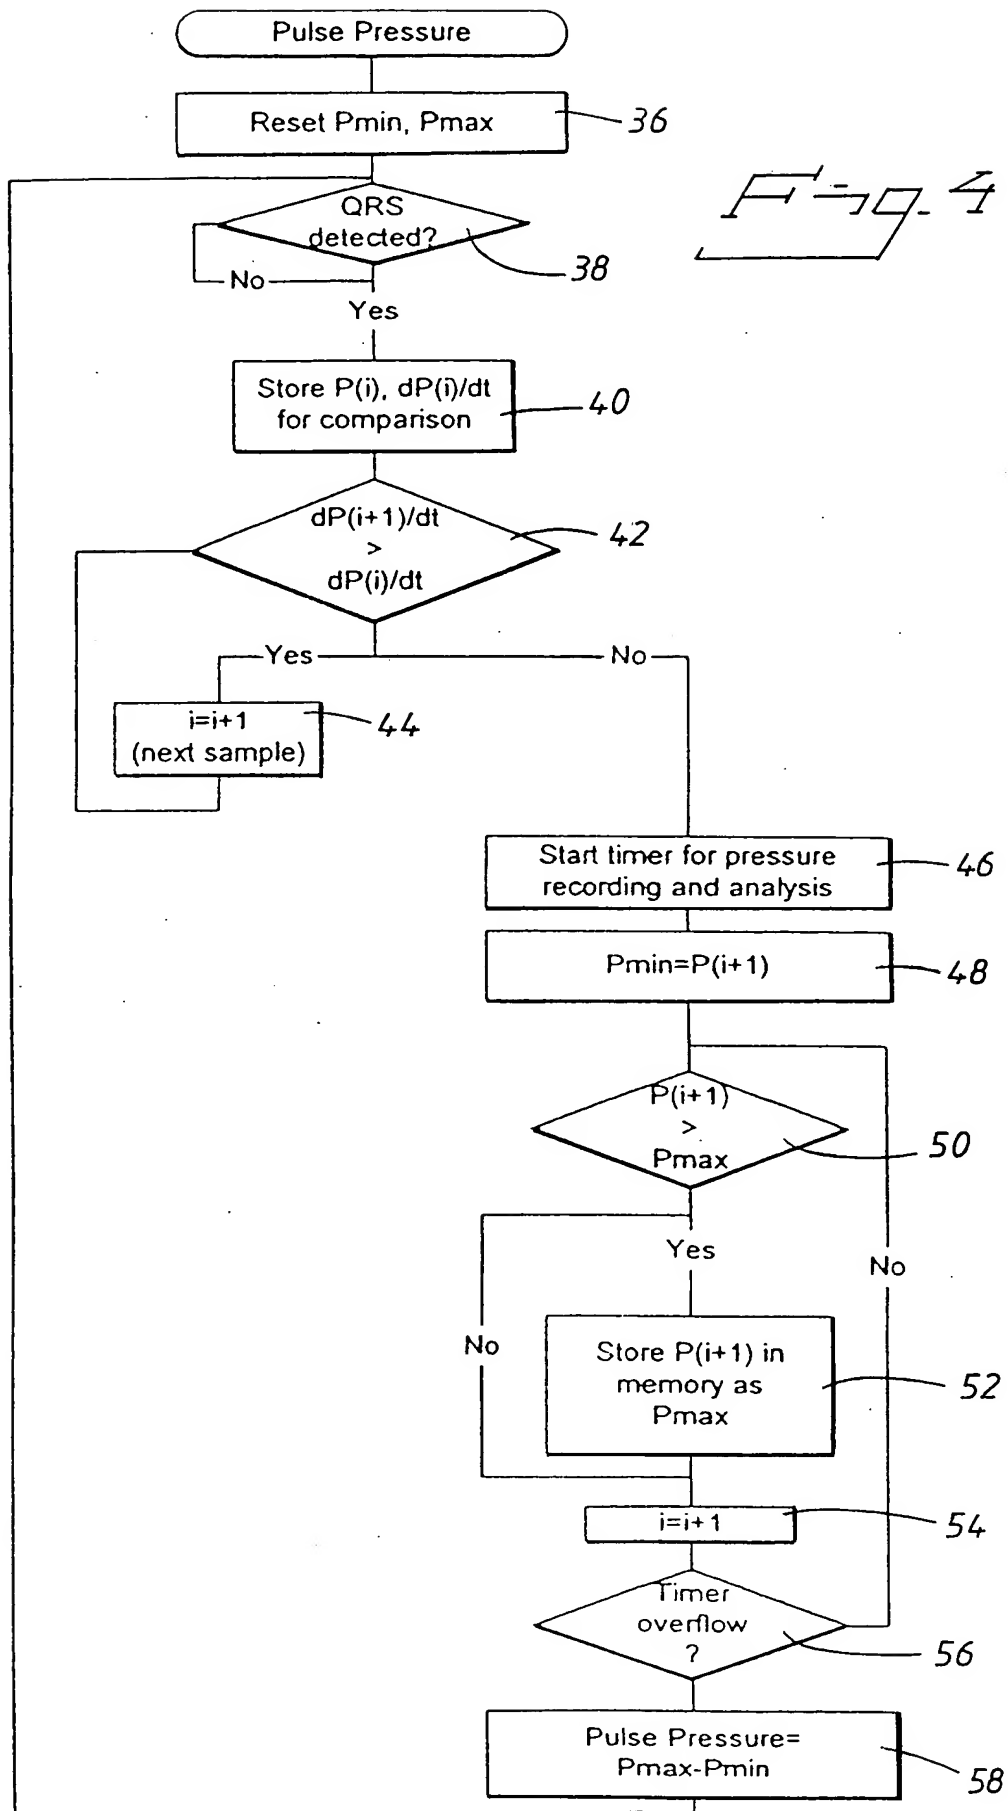 Pulse Pressure
Reset Pmin, Pmax
36
Fig. 4
QRS
detected?
38
No
Yes
Store P(i), dP(i)/dt
for comparison
40
dP(i+1)/dt
>
dP(i)/dt
42
Yes
No
i=i+1
(next sample)
44
Start timer for pressure
recording and analysis
46
Pmin=P(i+1)
48
P(i+1)
>
Pmax
50
Yes
No
No
Store P(i+1) in
memory as
Pmax
52
i=i+1
54
Timer
overflow
?
56
Pulse Pressure=
Pmax-Pmin
58